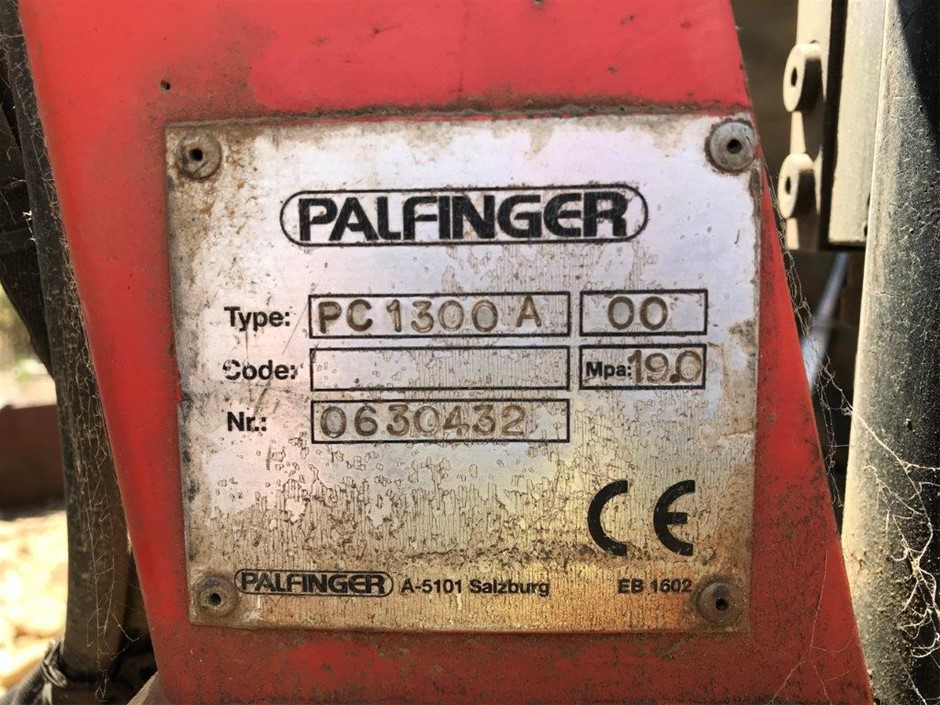 PALFINGER
Type: PC 1300 A 00
Code: Mpa: 19.0
Nr.: 0630432
CE
PALFINGER A-5101 Salzburg EB 1602